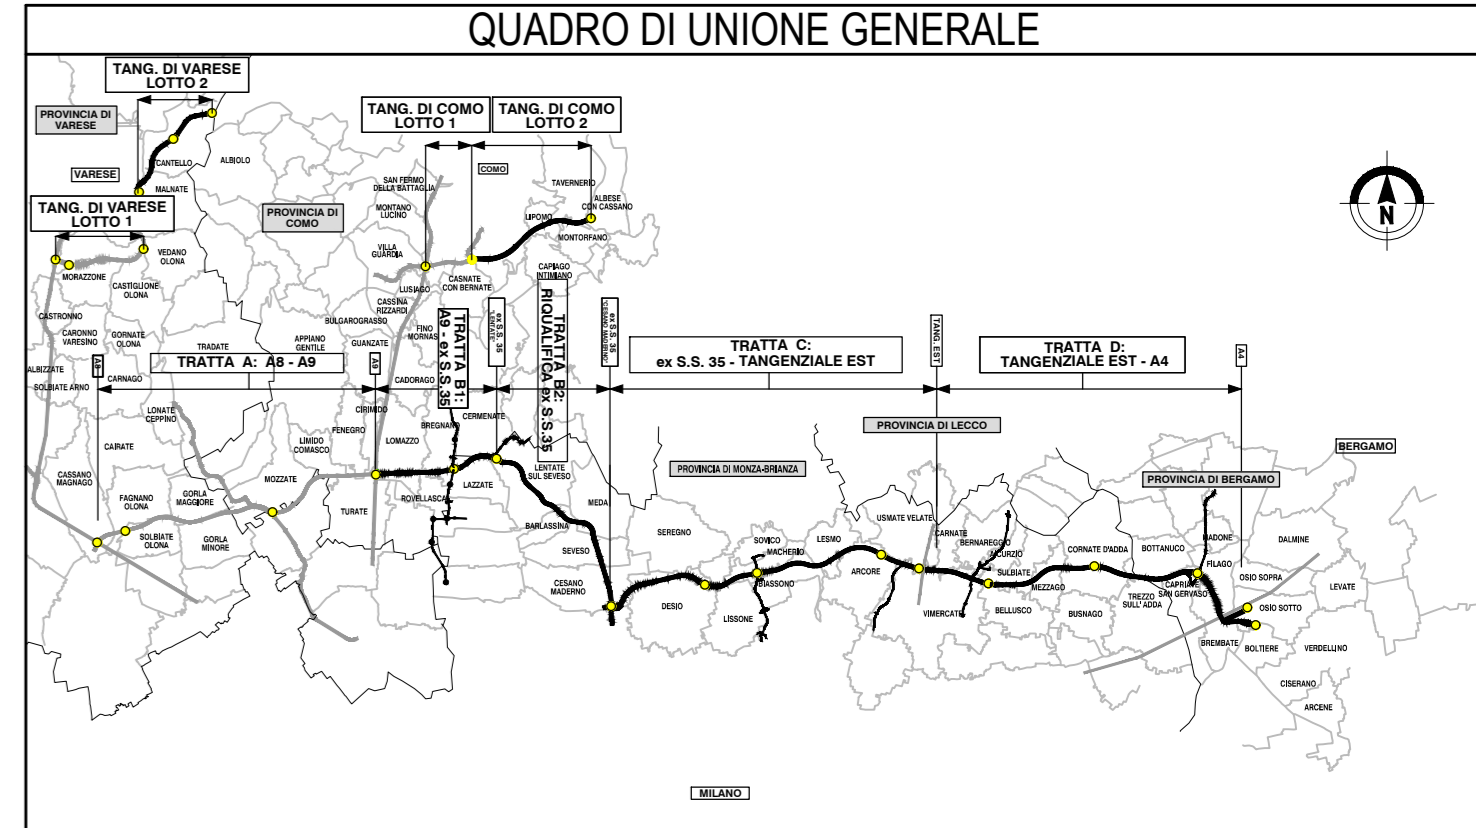 QUADRO DI UNIONE GENERALE
TANG. DI VARESE
LOTTO 2
PROVINCIA DI
VARESE
TANG. DI COMO
LOTTO 1
TANG. DI COMO
LOTTO 2
CANTELLO
ALBIOLO
VARESE
MALNATE
COMO
SAN FERMO
DELLA BATTAGLIA
TAVERNERIO
ALBESE
CON CASSANO
TANG. DI VARESE
LOTTO 1
PROVINCIA DI
COMO
MONTANO
LUCINO
LIPOMO
MONTORFANO
N
VEDANO
OLONA
VILLA
GUARDIA
MORAZZONE
CASTIGLIONE
OLONA
LUSIAGO
CASNATE
CON BERNATE
CAPIAGO
INTIMIANO
CASSINA
RIZZARDI
CASTRONNO
BULGAROGRASSO
FINO
MORNAS
CARONNO
VARESINO
GORNATE
OLONA
TRADATE
APPIANO
GENTILE
GUANZATE
TRATTA B1:
A9 - ex S.S.35
ex S.S. 35
"LENTATE"
TRATTA B2:
RIQUALIFICA ex S.S.35
ex S.S. 35
"CESANO MADERNO"
TANG. EST
A4
A8
TRATTA A: A8 - A9
A9
TRATTA C:
ex S.S. 35 - TANGENZIALE EST
TRATTA D:
TANGENZIALE EST - A4
ALBIZZATE
SOLBIATE ARNO
CARNAGO
CADORAGO
LONATE
CEPPINO
CIRIMIDO
CERMENATE
FENEGRO
BREGNANO
PROVINCIA DI LECCO
CAIRATE
LIMIDO
COMASCO
LOMAZZO
BERGAMO
CASSANO
MAGNAGO
MOZZATE
LENTATE
SUL SEVESO
PROVINCIA DI MONZA-BRIANZA
PROVINCIA DI BERGAMO
FAGNANO
OLONA
GORLA
MAGGIORE
ROVELLASCA
LAZZATE
MEDA
TURATE
BARLASSINA
SEREGNO
USMATE VELATE
CARNATE
SOLBIATE
OLONA
GORLA
MINORE
SEVESO
SOVICO
MACHERIO
LESMO
BERNAREGGIO
AICURZIO
CORNATE D'ADDA
BOTTANUCO
MADONE
DALMINE
FILAGO
CESANO
MADERNO
BIASSONO
ARCORE
SULBIATE
MEZZAGO
CAPRIATE
SAN GERVASO
OSIO SOPRA
LEVATE
DESIO
LISSONE
VIMERCATE
BELLUSCO
BUSNAGO
TREZZO
SULL' ADDA
OSIO SOTTO
BREMBATE
BOLTIERE
VERDELLINO
CISERANO
ARCENE
MILANO